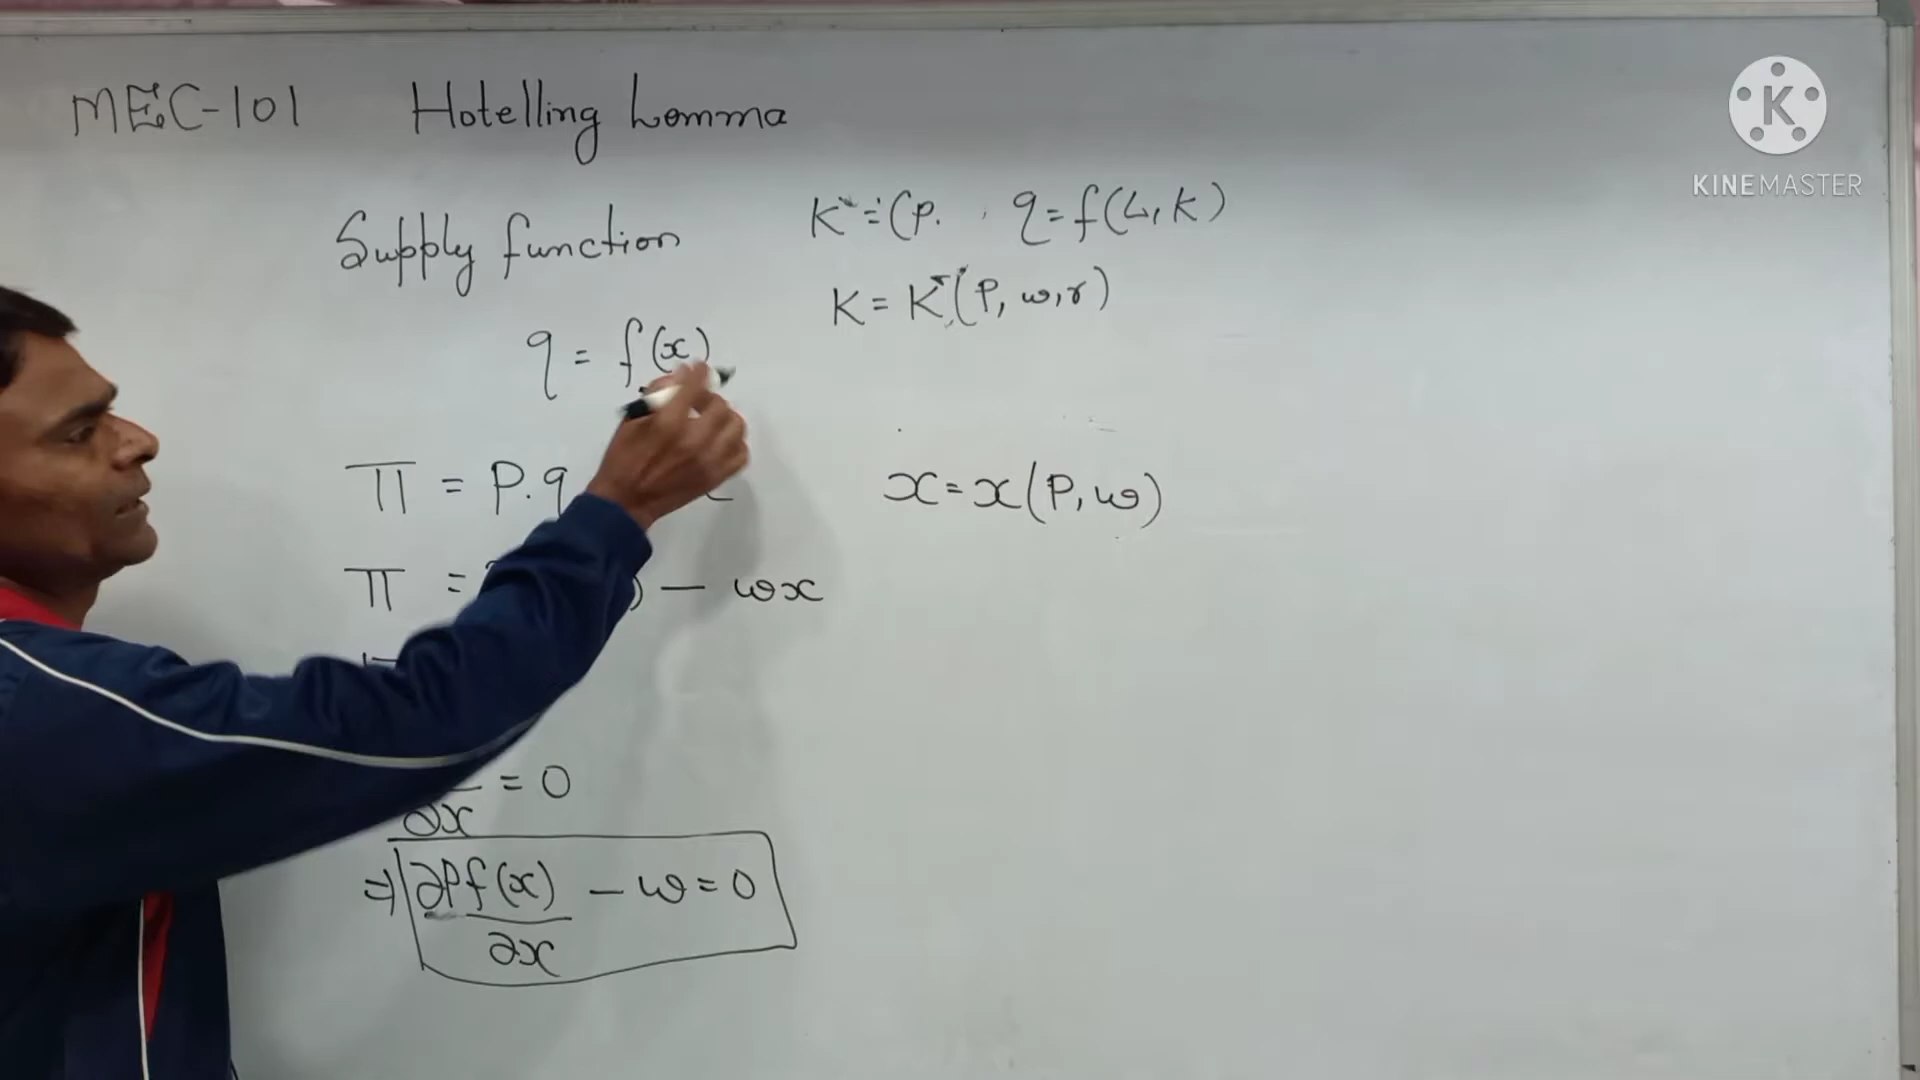 MEC-101 Hotelling Lemma
KINEMASTER
Supply function
K* = (P. , q = f(L, K)
K = K*(P, w, r)
q = f(x)
π = P.q
x = x(P, w)
π = ) — wx
∂x = 0
⇒ ∂Pf(x) — w = 0
∂x